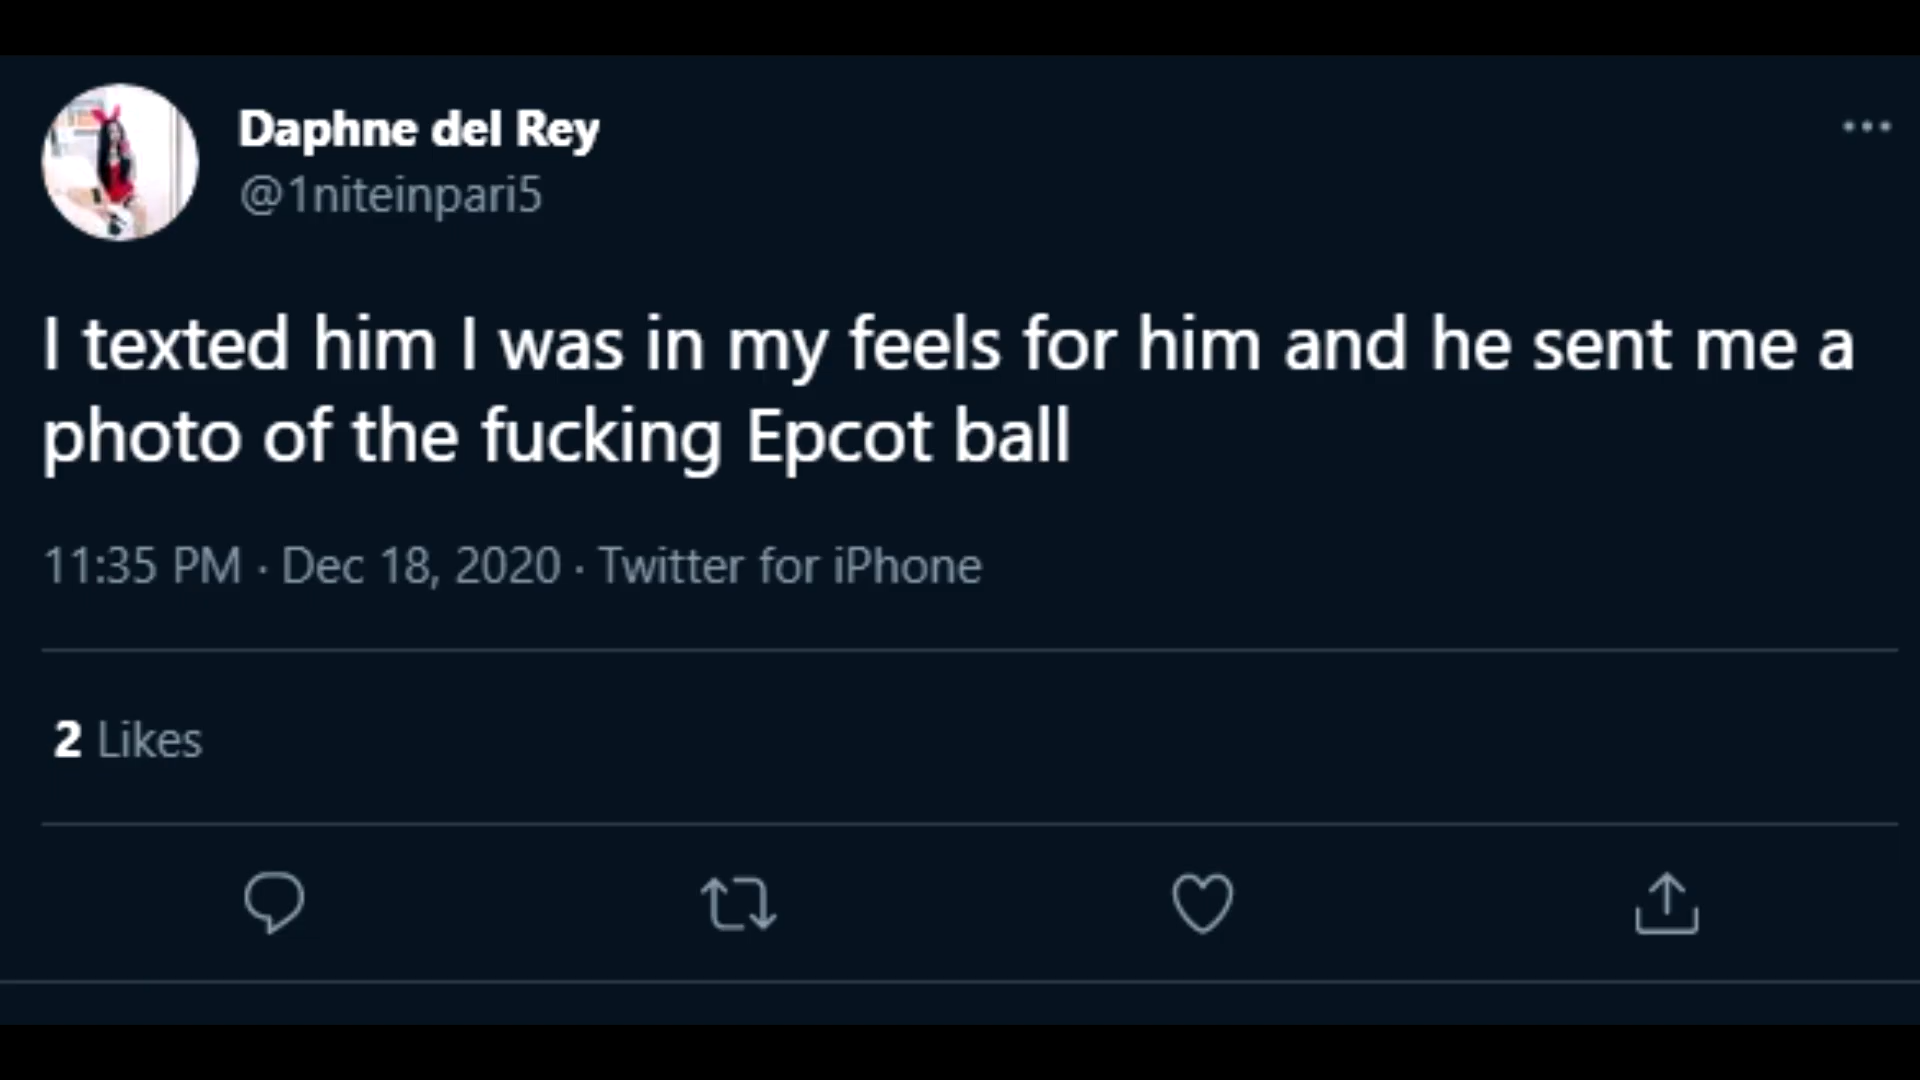 Daphne del Rey
@1niteinpari5
I texted him I was in my feels for him and he sent me a
photo of the fucking Epcot ball
11:35 PM · Dec 18, 2020 · Twitter for iPhone
2 Likes